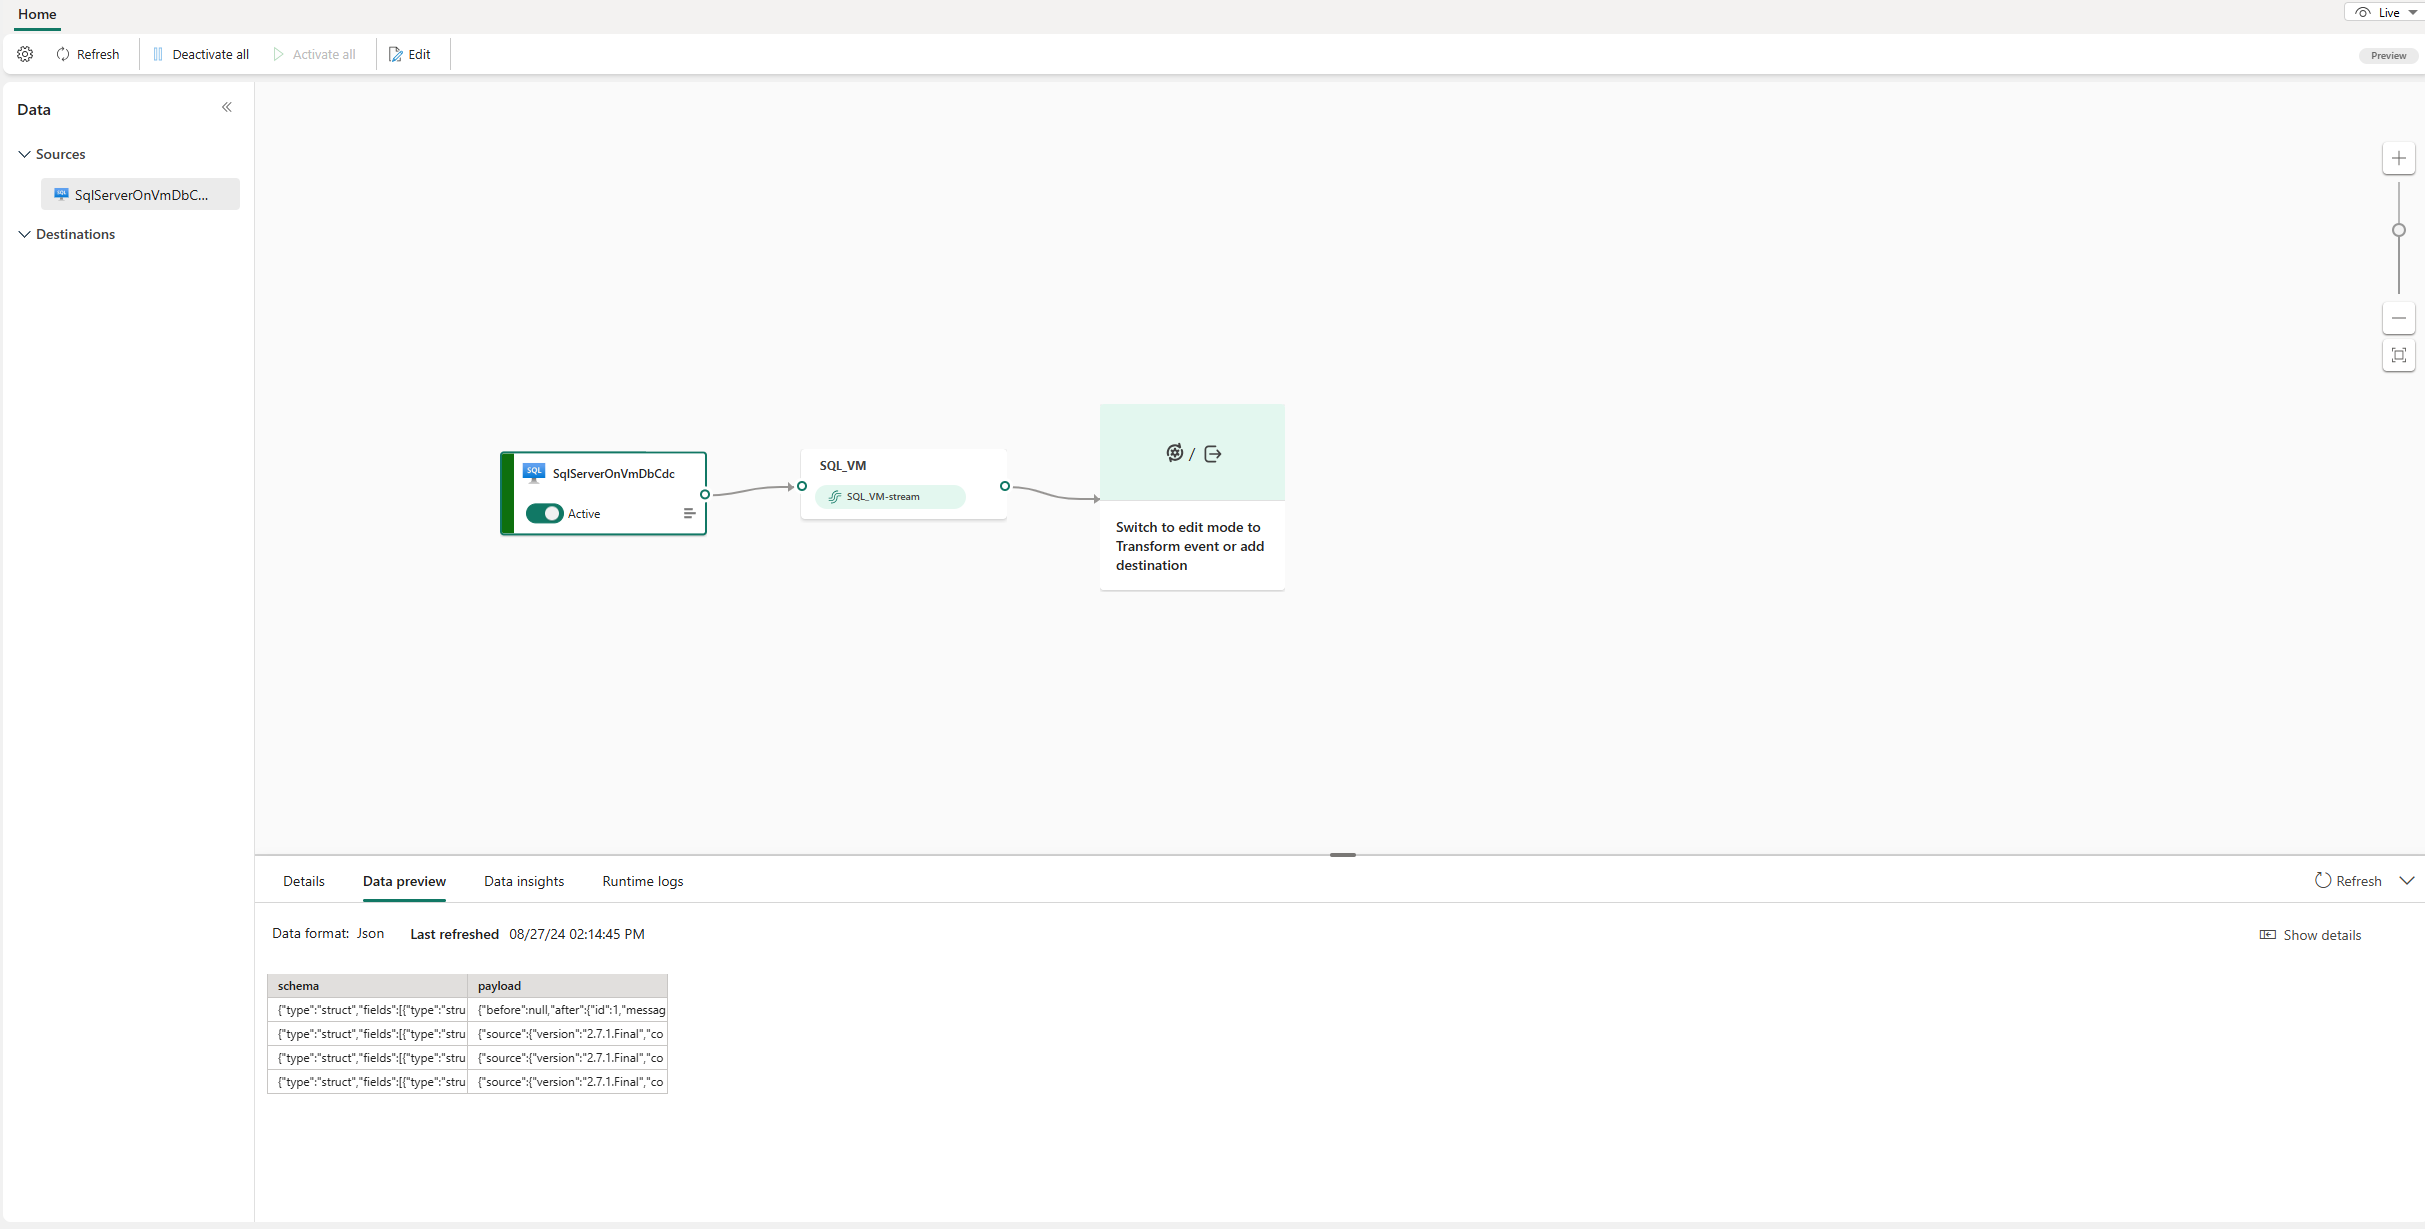 Home
Live
Refresh
Deactivate all
Activate all
Edit
Preview
Data
Sources
SqlServerOnVmDbC...
Destinations
SQL
SqlServerOnVmDbCdc
Active
SQL_VM
SQL_VM-stream
/
Switch to edit mode to
Transform event or add
destination
Details
Data preview
Data insights
Runtime logs
Refresh
Data format: Json
Last refreshed 08/27/24 02:14:45 PM
Show details
schema
payload
{"type":"struct","fields":[{"type":"stru
{"before":null,"after":{"id":1,"messag
{"type":"struct","fields":[{"type":"stru
{"source":{"version":"2.7.1.Final","co
{"type":"struct","fields":[{"type":"stru
{"source":{"version":"2.7.1.Final","co
{"type":"struct","fields":[{"type":"stru
{"source":{"version":"2.7.1.Final","co